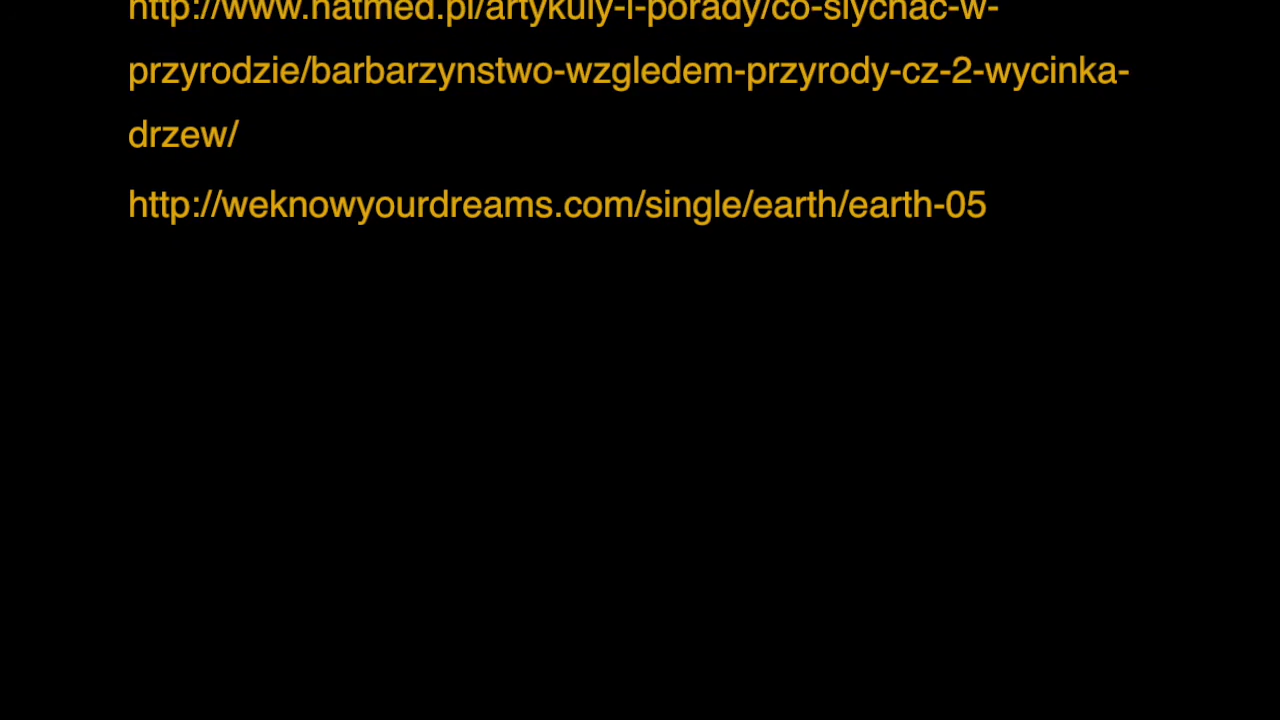 http://www.natmed.pl/artykuly-i-porady/co-slychac-w-
przyrodzie/barbarzynstwo-wzgledem-przyrody-cz-2-wycinka-
drzew/
http://weknowyourdreams.com/single/earth/earth-05